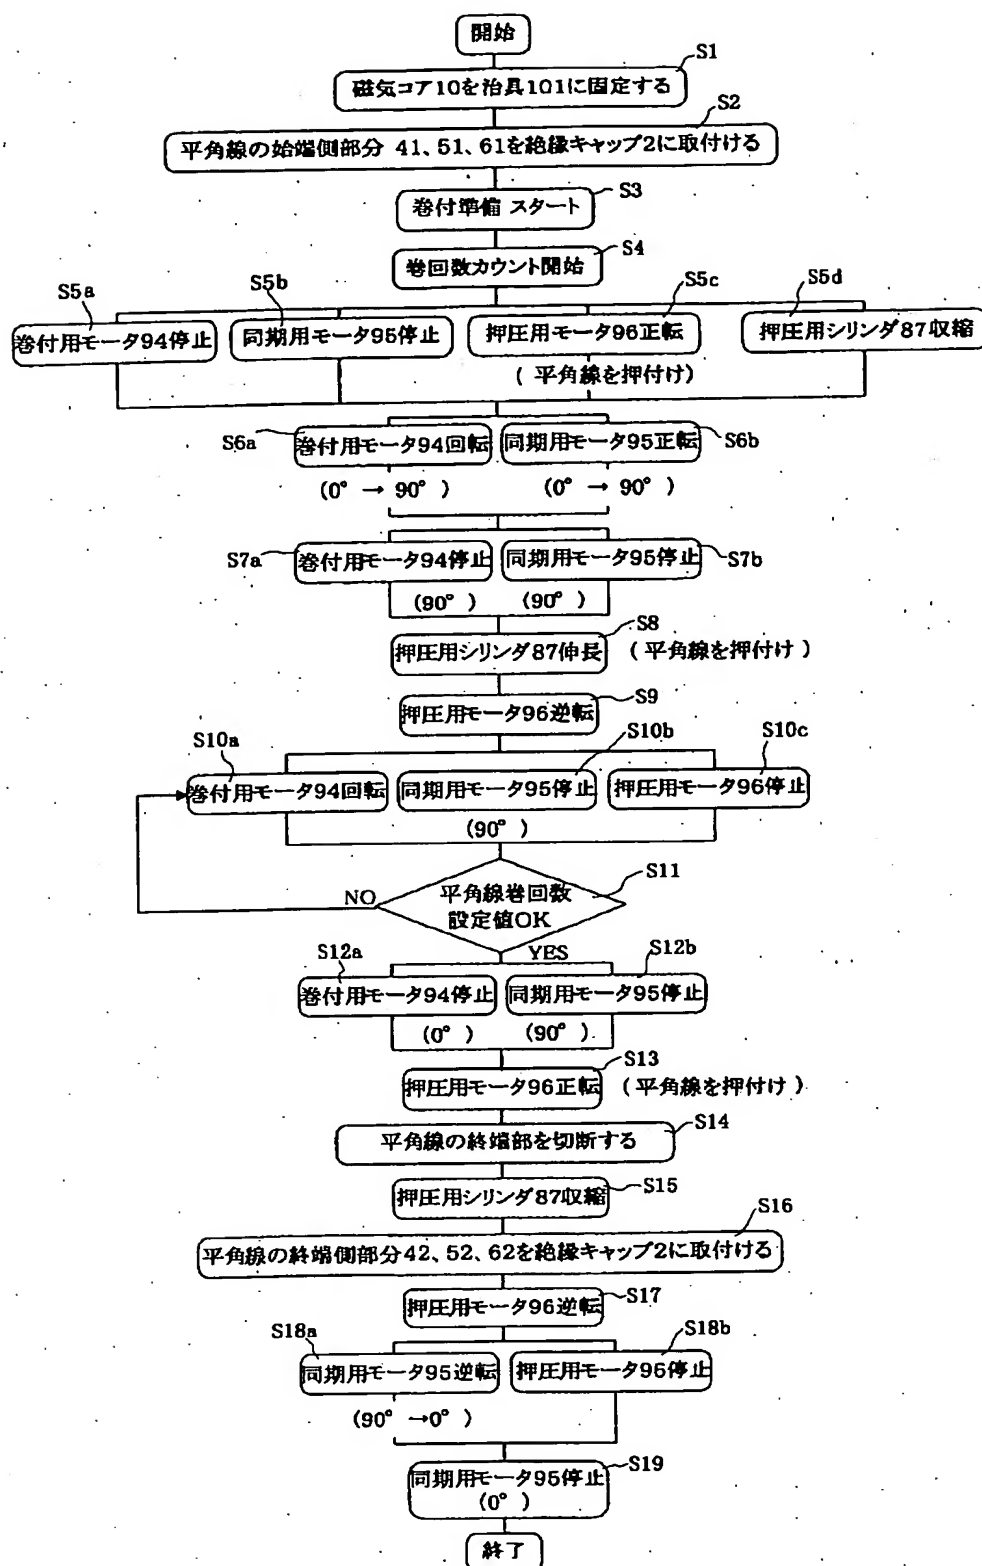 開始
S1
磁気コア10を治具101に固定する
S2
平角線の始端側部分 41、51、61を絶縁キャップ2に取付ける
S3
巻付準備 スタート
S4
巻回数カウント開始
S5a
S5b
S5c
S5d
巻付用モータ94停止
同期用モータ95停止
押圧用モータ96正転
押圧用シリンダ87収縮
( 平角線を押付け)
S6a
巻付用モータ94回転
同期用モータ95正転
S6b
(0° → 90° )
(0° → 90° )
S7a
巻付用モータ94停止
同期用モータ95停止
S7b
(90° )
(90° )
S8
押圧用シリンダ87伸長
( 平角線を押付け )
S9
押圧用モータ96逆転
S10a
S10b
S10c
巻付用モータ94回転
同期用モータ95停止
押圧用モータ96停止
(90° )
S11
平角線巻回数
設定値OK
NO
YES
S12a
S12b
巻付用モータ94停止
同期用モータ95停止
(0° )
(90° )
S13
押圧用モータ96正転
( 平角線を押付け )
S14
平角線の終端部を切断する
S15
押圧用シリンダ87収縮
S16
平角線の終端側部分42、52、62を絶縁キャップ2に取付ける
S17
押圧用モータ96逆転
S18a
S18b
同期用モータ95逆転
押圧用モータ96停止
(90° →0° )
S19
同期用モータ95停止
(0° )
終了